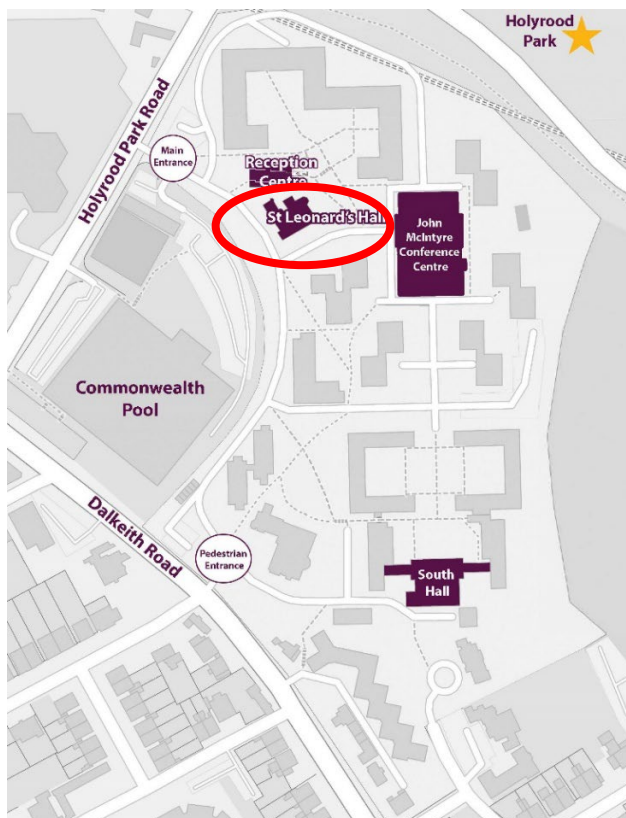 Holyrood
Park
Holyrood Park Road
Main
Entrance
Reception
Centre
St Leonard's Hall
John
McIntyre
Conference
Centre
Commonwealth
Pool
Dalkeith Road
Pedestrian
Entrance
South
Hall